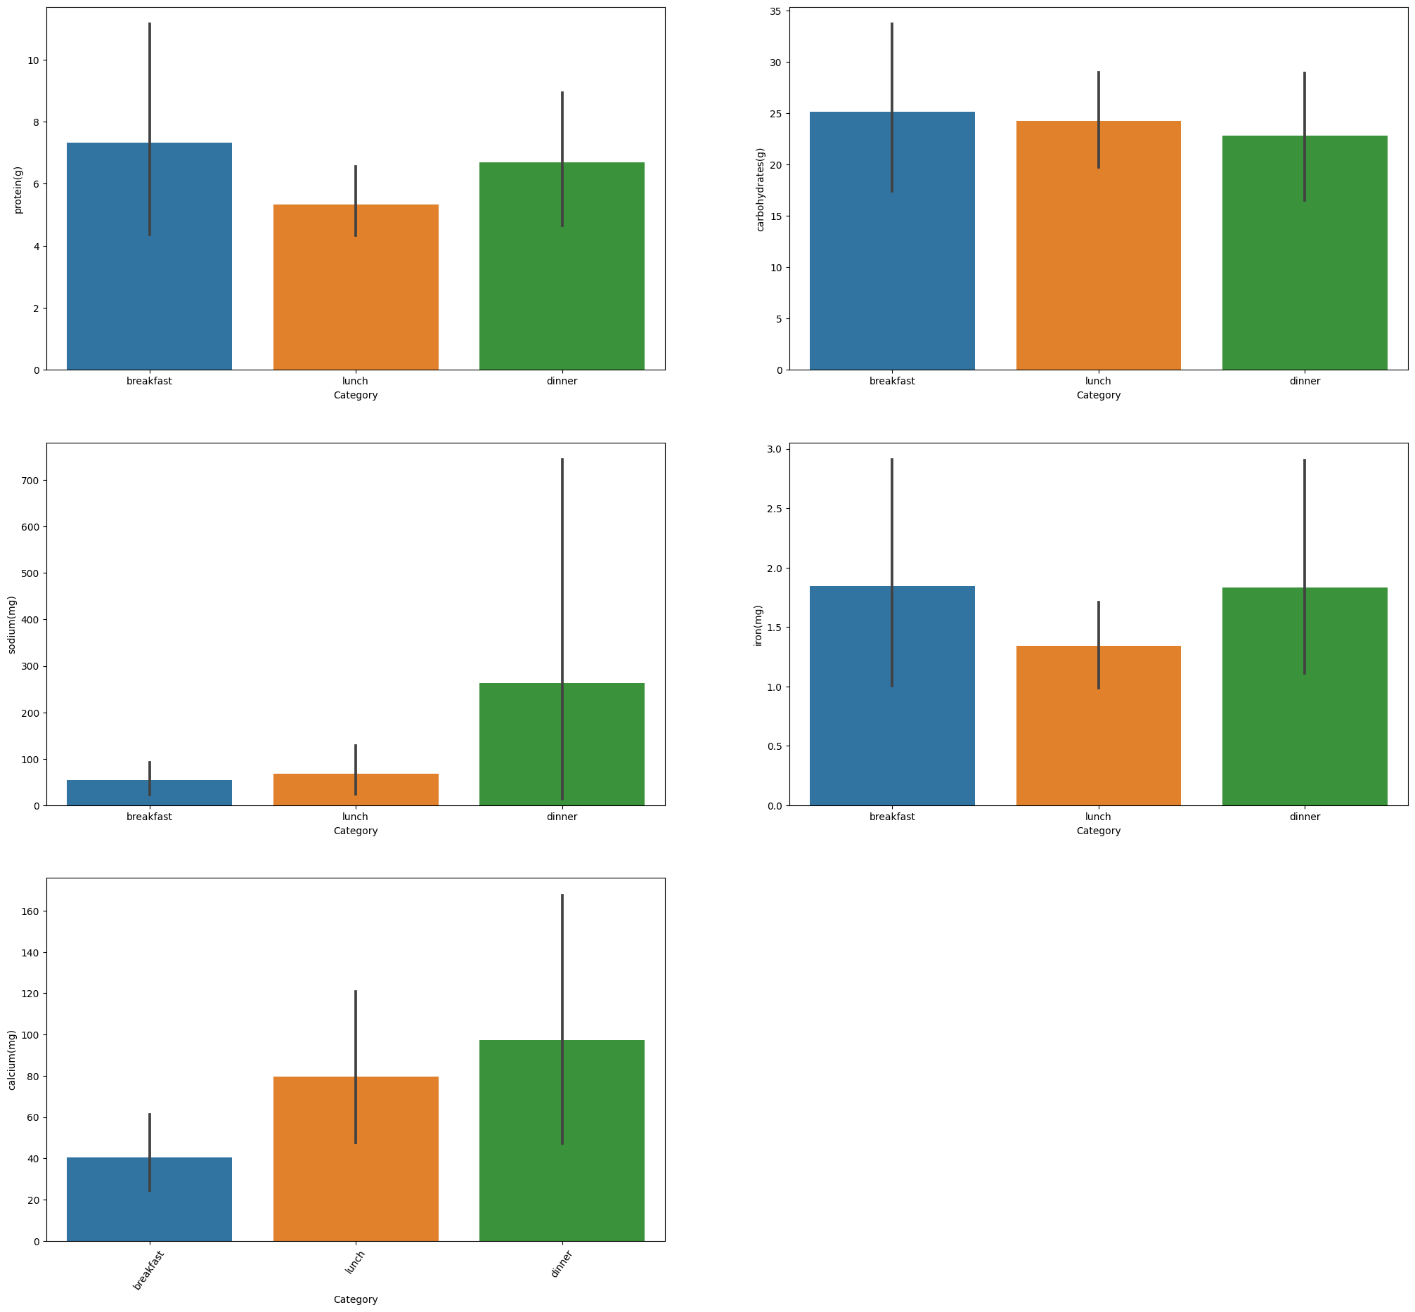 10
8
6
4
2
0
protein(g)
breakfast lunch dinner
Category
35
30
25
20
15
10
5
0
carbohydrates(g)
breakfast lunch dinner
Category
700
600
500
400
300
200
100
0
sodium(mg)
breakfast lunch dinner
Category
3.0
2.5
2.0
1.5
1.0
0.5
0.0
iron(mg)
breakfast lunch dinner
Category
160
140
120
100
80
60
40
20
0
calcium(mg)
breakfast lunch dinner
Category